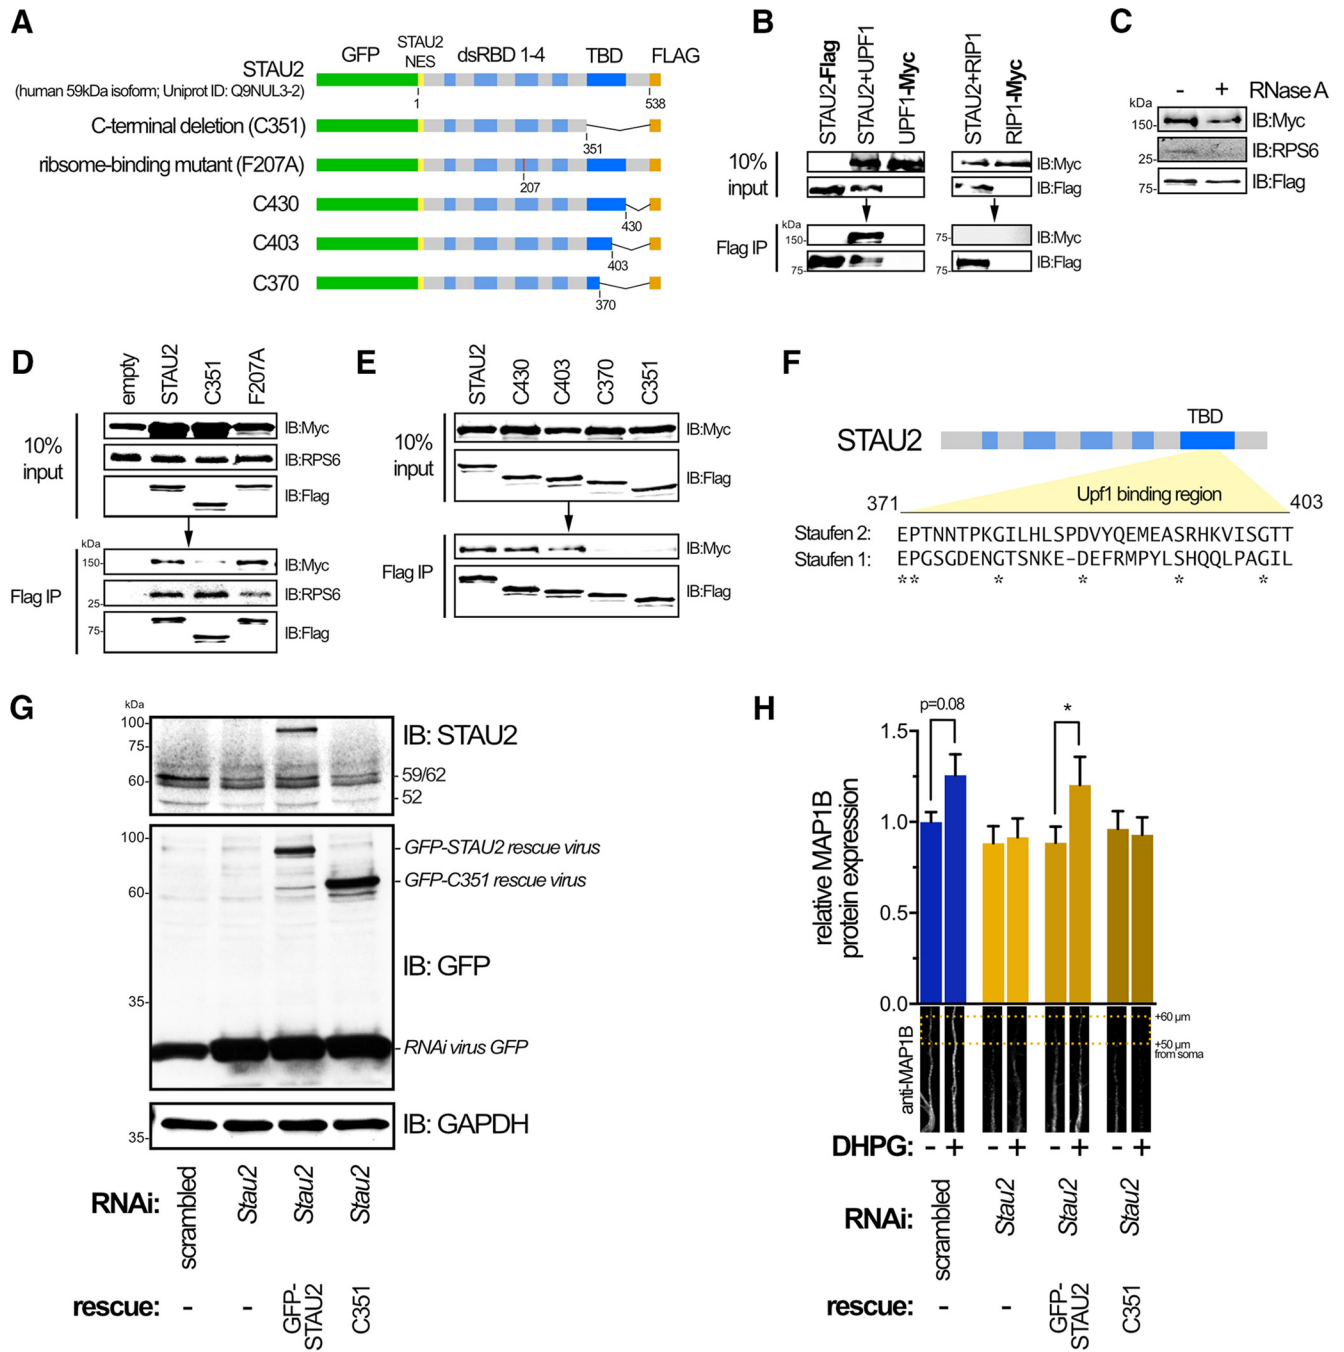 A
GFP
STAU2
NES
dsRBD 1-4
TBD
FLAG
STAU2
(human 59kDa isoform; Uniprot ID: Q9NUL3-2)
1
538
C-terminal deletion (C351)
351
ribsome-binding mutant (F207A)
207
C430
430
C403
403
C370
370
B
STAU2-Flag
STAU2+UPF1
UPF1-Myc
STAU2+RIP1
RIP1-Myc
10%
input
IB:Myc
IB:Flag
Flag IP
kDa
150-
75-
75-
75-
IB:Myc
IB:Flag
C
- + RNase A
kDa
150-
IB:Myc
25-
IB:RPS6
75-
IB:Flag
D
empty
STAU2
C351
F207A
10%
input
IB:Myc
IB:RPS6
IB:Flag
Flag IP
kDa
150-
IB:Myc
25-
IB:RPS6
75-
IB:Flag
E
STAU2
C430
C403
C370
C351
10%
input
IB:Myc
IB:Flag
Flag IP
IB:Myc
IB:Flag
F
TBD
STAU2
Upf1 binding region
371
403
Staufen 2: EPTNNTPKGILHLSPDVYQEMEASRHKVISGTT
Staufen 1: EPGSGDENGTSNKE-DEFRMPYLSHQQLPAGIL
** * * * *
G
kDa
100-
75-
60-
IB: STAU2
59/62
52
100-
60-
35-
GFP-STAU2 rescue virus
GFP-C351 rescue virus
IB: GFP
RNAi virus GFP
35-
IB: GAPDH
RNAi:
scrambled
Stau2
Stau2
Stau2
rescue:
-
-
GFP-
STAU2
C351
H
p=0.08
*
relative MAP1B
protein expression
1.5
1.0
0.5
0.0
anti-MAP1B
+60 µm
+50 µm
from soma
DHPG: - + - + - + - +
RNAi:
scrambled
Stau2
Stau2
Stau2
rescue:
-
-
GFP-
STAU2
C351